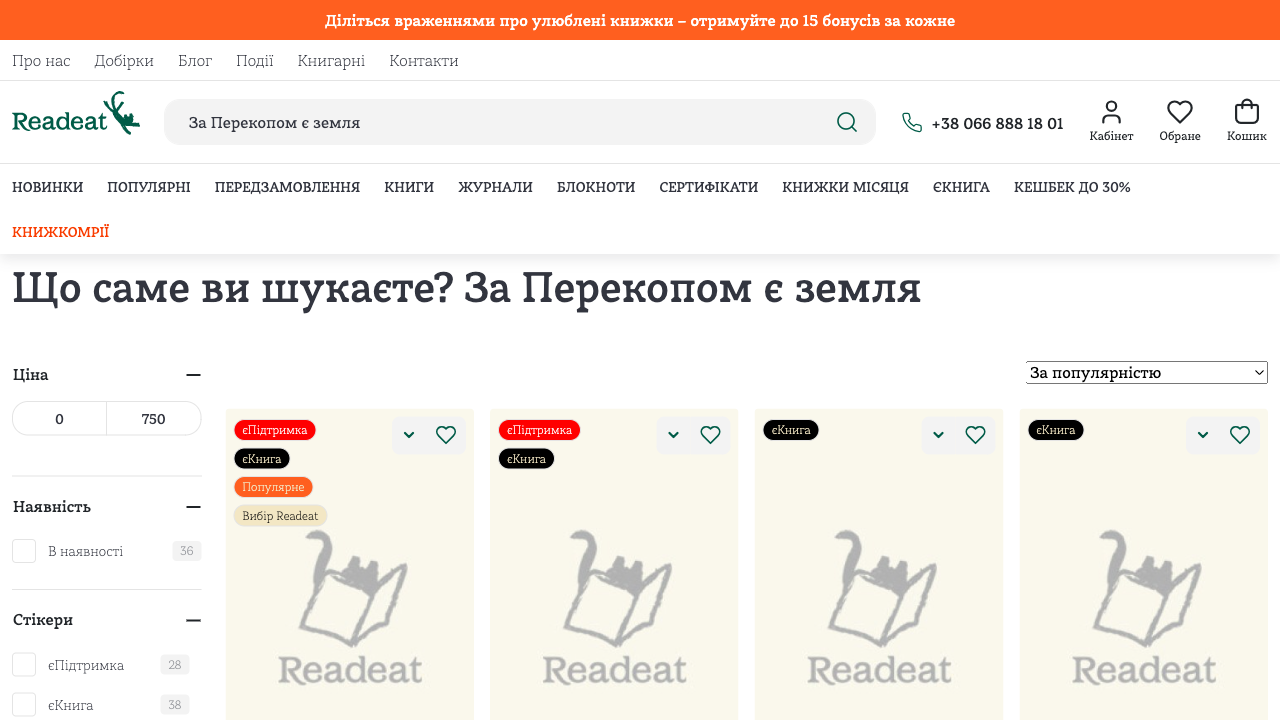 Діліться враженнями про улюблені книжки – отримуйте до 15 бонусів за кожне
Про нас Добірки Блог Події Книгарні Контакти
Readeat За Перекопом є земля +38 066 888 18 01 Кабінет Обране Кошик
НОВИНКИ ПОПУЛЯРНІ ПЕРЕДЗАМОВЛЕННЯ КНИГИ ЖУРНАЛИ БЛОКНОТИ СЕРТИФІКАТИ КНИЖКИ МІСЯЦЯ ЄКНИГА КЕШБЕК ДО 30%
КНИЖКОМРІЇ
Що саме ви шукаєте? За Перекопом є земля
За популярністю
Ціна
0 750
Наявність
В наявності 36
Стікери
єПідтримка 28
єКнига 38
єПідтримка
єКнига
Популярне
Вибір Readeat
Readeat
єПідтримка
єКнига
Readeat
єКнига
Readeat
єКнига
Readeat